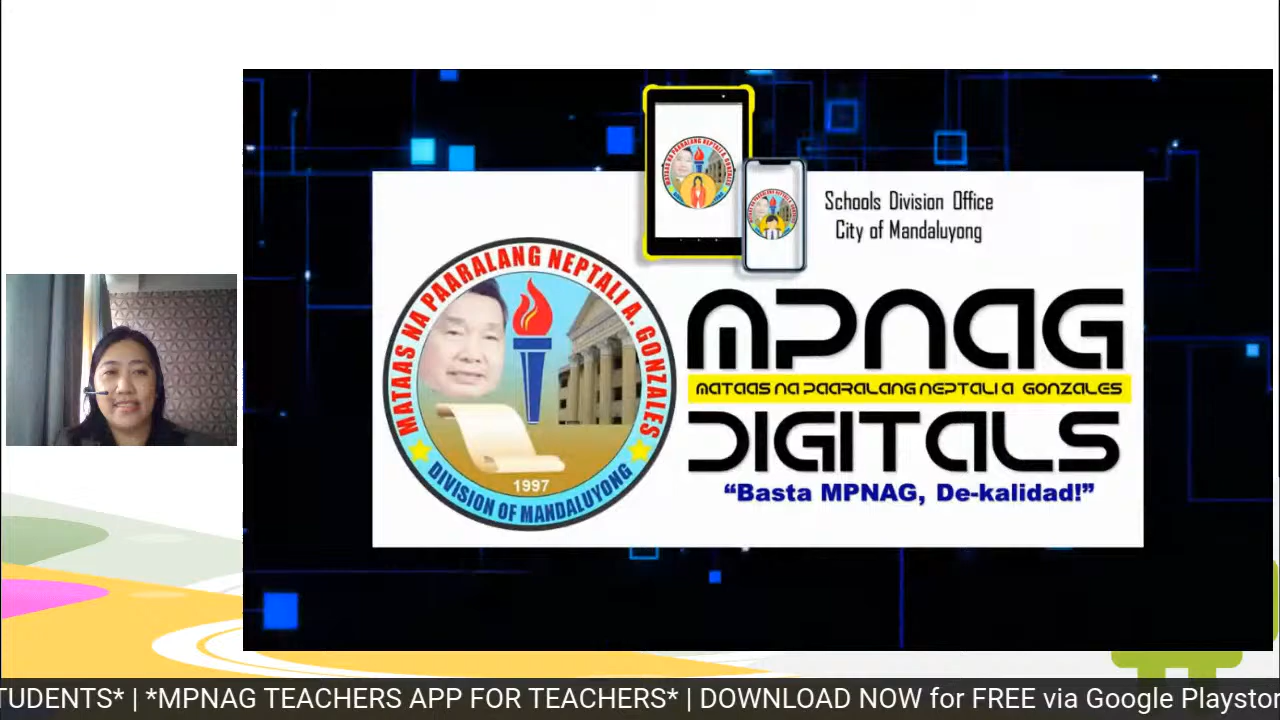 Schools Division Office
City of Mandaluyong
MATAAS NA PAARALANG NEPTALI A. GONZALES
1997
DIVISION OF MANDALUYONG
MPNAG
MATAAS NA PAARALANG NEPTALI A GONZALES
DIGITALS
“Basta MPNAG, De-kalidad!”
TUDENTS* | *MPNAG TEACHERS APP FOR TEACHERS* | DOWNLOAD NOW for FREE via Google Playstor